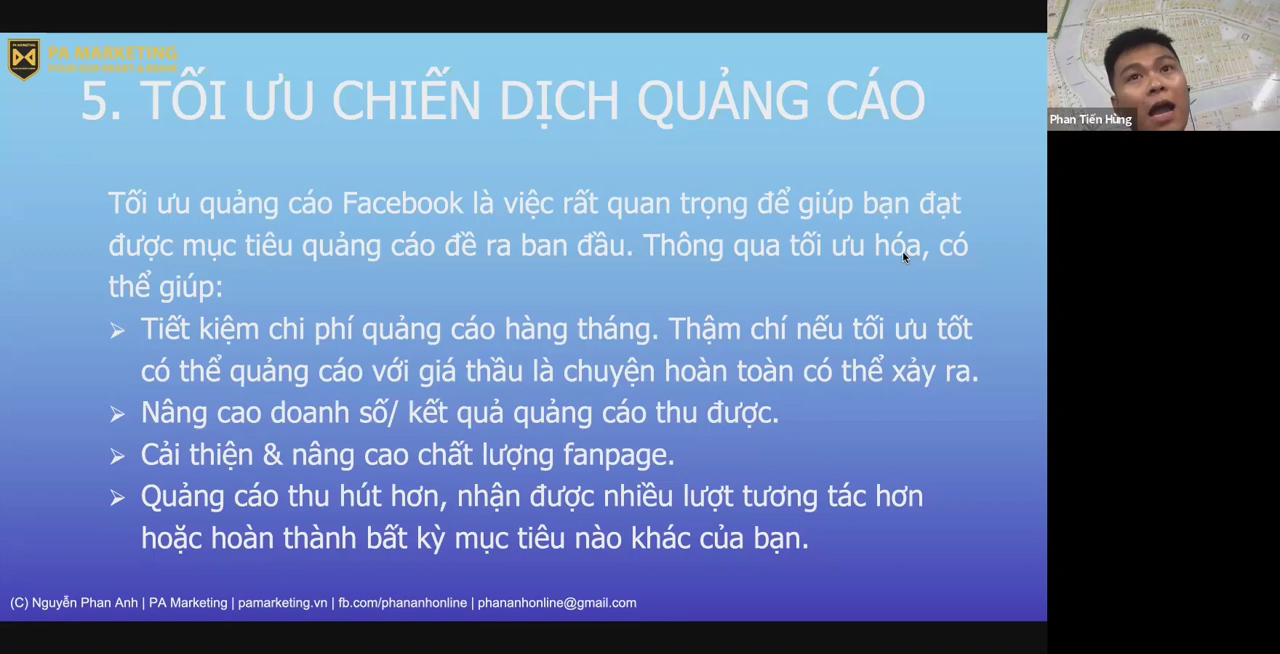 PA MARKETING
5. TỐI ƯU CHIẾN DỊCH QUẢNG CÁO
Phan Tiến Hùng
Tối ưu quảng cáo Facebook là việc rất quan trọng để giúp bạn đạt
được mục tiêu quảng cáo đề ra ban đầu. Thông qua tối ưu hóa, có
thể giúp:
➢ Tiết kiệm chi phí quảng cáo hàng tháng. Thậm chí nếu tối ưu tốt
có thể quảng cáo với giá thầu là chuyện hoàn toàn có thể xảy ra.
➢ Nâng cao doanh số/ kết quả quảng cáo thu được.
➢ Cải thiện & nâng cao chất lượng fanpage.
➢ Quảng cáo thu hút hơn, nhận được nhiều lượt tương tác hơn
hoặc hoàn thành bất kỳ mục tiêu nào khác của bạn.
(C) Nguyễn Phan Anh | PA Marketing | pamarketing.vn | fb.com/phananhonline | phananhonline@gmail.com